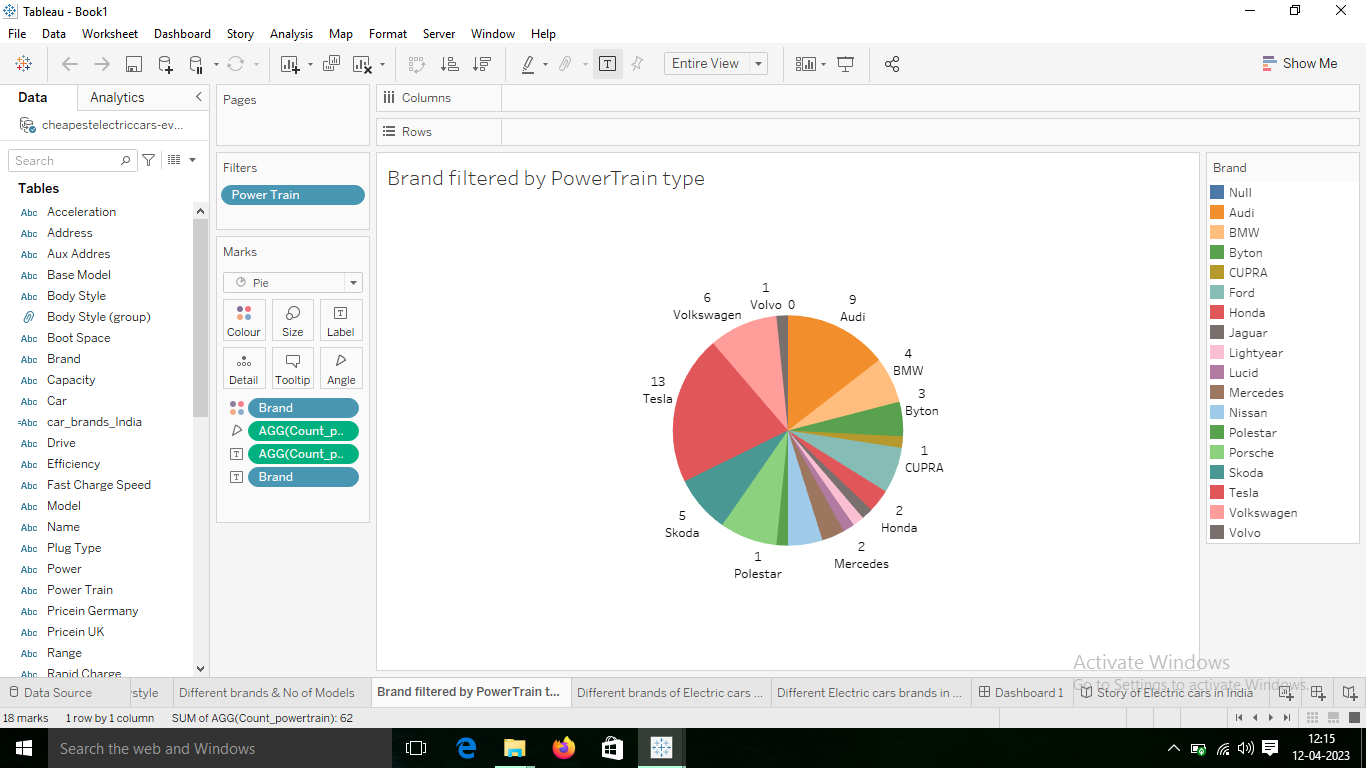 Tableau - Book1
File Data Worksheet Dashboard Story Analysis Map Format Server Window Help
Entire View
Show Me
Data Analytics
cheapestelectriccars-ev...
Search
Tables
Abc Acceleration
Abc Address
Abc Aux Addres
Abc Base Model
Abc Body Style
Body Style (group)
Abc Boot Space
Abc Brand
Abc Capacity
Abc Car
=Abc car_brands_India
Abc Drive
Abc Efficiency
Abc Fast Charge Speed
Abc Model
Abc Name
Abc Plug Type
Abc Power
Abc Power Train
Abc Pricein Germany
Abc Pricein UK
Abc Range
Abc Rapid Charge
Pages
Filters
Power Train
Marks
Pie
Colour Size Label
Detail Tooltip Angle
Brand
AGG(Count_p..
AGG(Count_p..
Brand
Columns
Rows
Brand filtered by PowerTrain type
6
Volkswagen
1
Volvo
0
9
Audi
4
BMW
3
Byton
1
CUPRA
2
Honda
2
Mercedes
1
Polestar
5
Skoda
13
Tesla
Brand
Null
Audi
BMW
Byton
CUPRA
Ford
Honda
Jaguar
Lightyear
Lucid
Mercedes
Nissan
Polestar
Porsche
Skoda
Tesla
Volkswagen
Volvo
Activate Windows
Go to Settings to activate Windows.
Data Source style Different brands & No of Models Brand filtered by PowerTrain t... Different brands of Electric cars ... Different Electric cars brands in ... Dashboard 1 Story of Electric cars in India
18 marks 1 row by 1 column SUM of AGG(Count_powertrain): 62
Search the web and Windows
12:15
12-04-2023